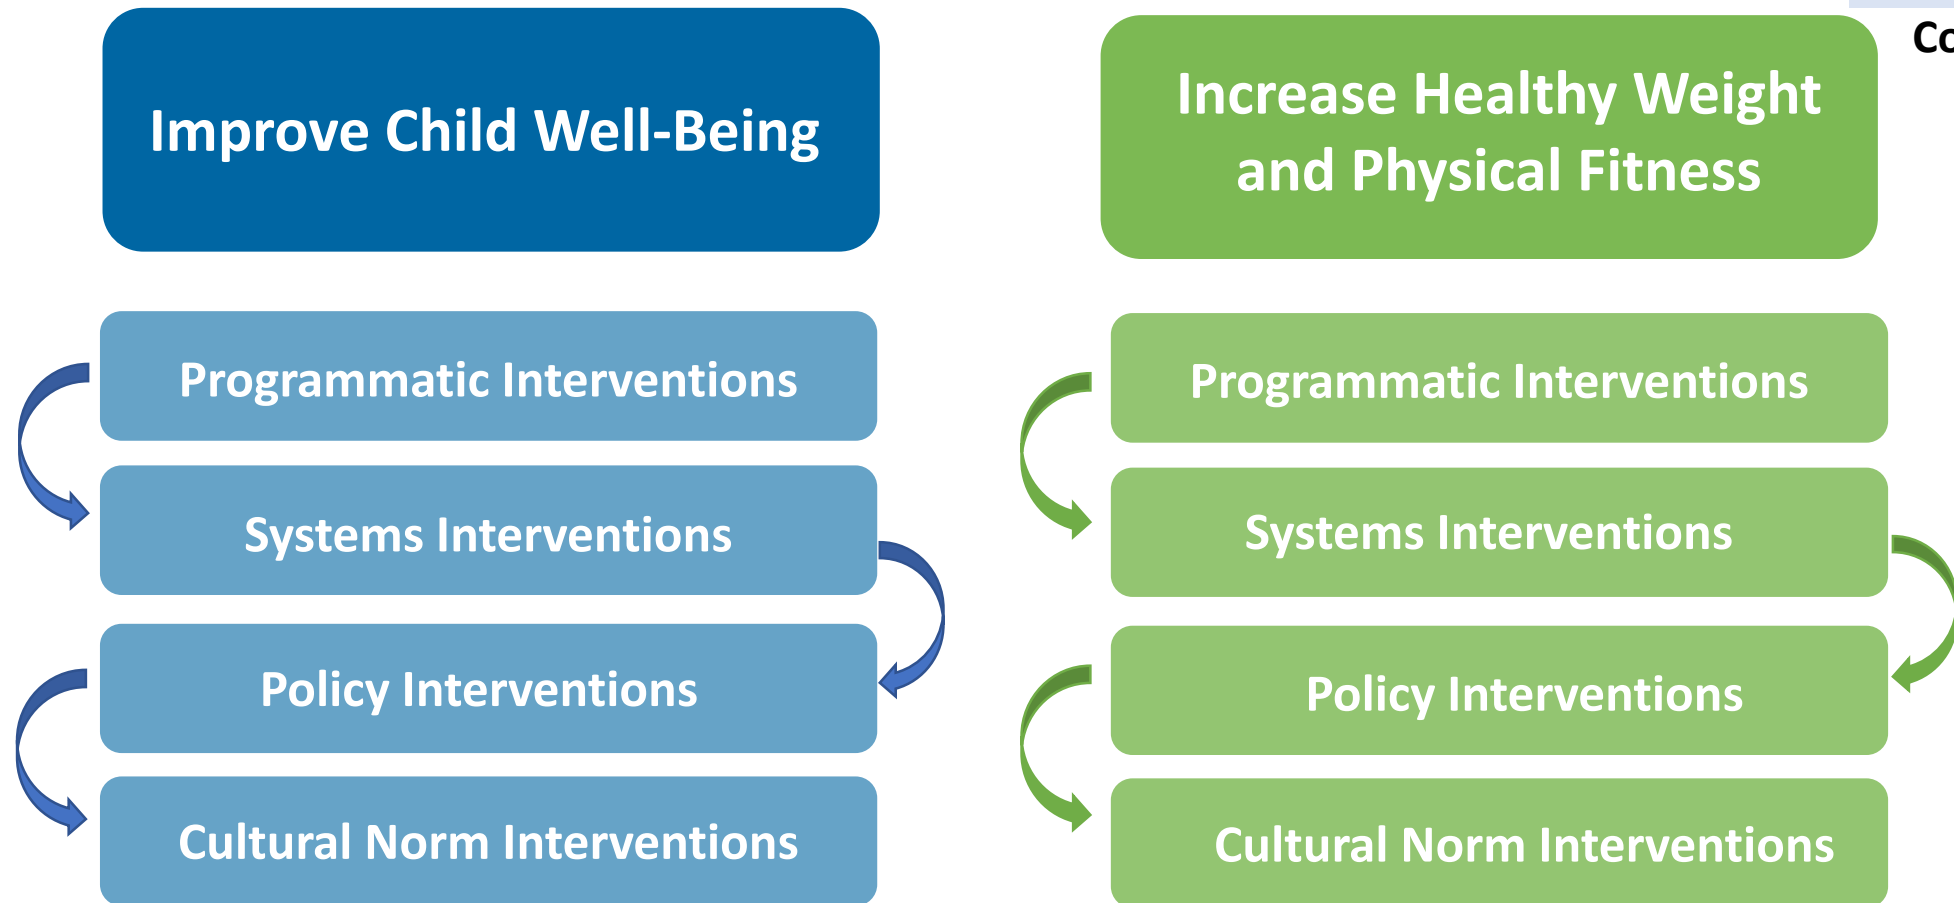 Improve Child Well-Being
Programmatic Interventions
Systems Interventions
Policy Interventions
Cultural Norm Interventions
Increase Healthy Weight
and Physical Fitness
Programmatic Interventions
Systems Interventions
Policy Interventions
Cultural Norm Interventions